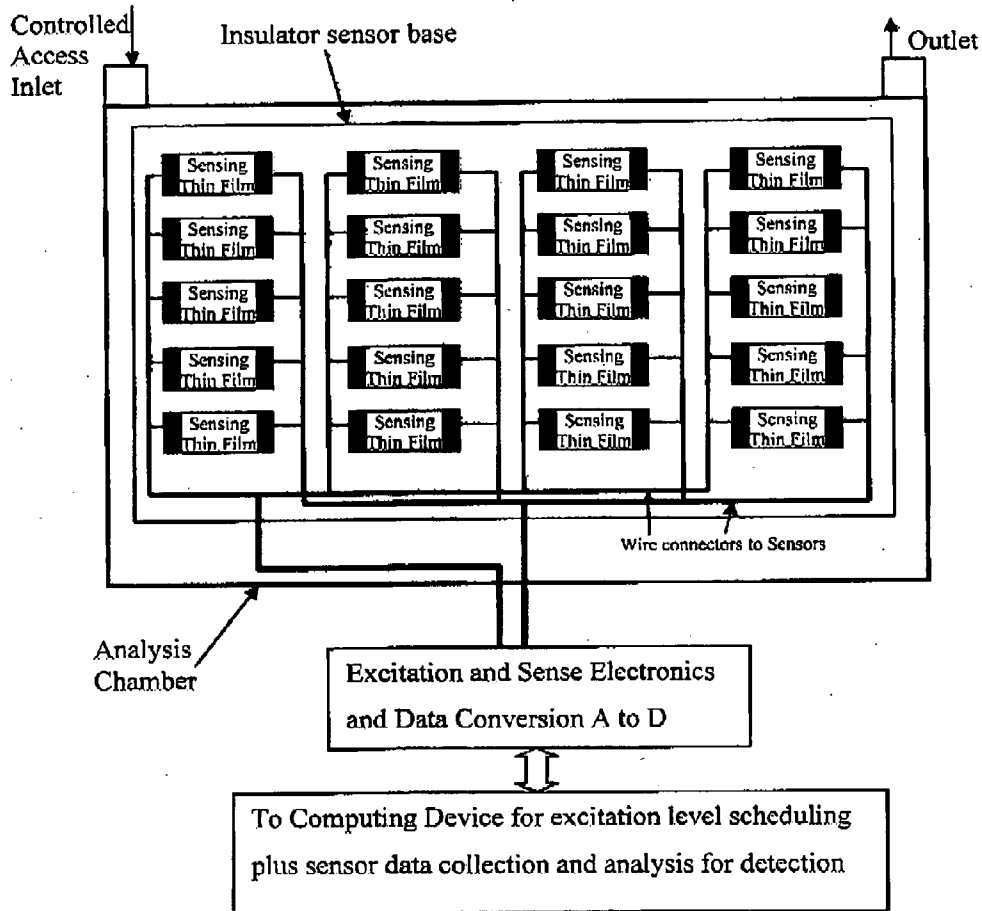 Controlled
Access
Inlet
Insulator sensor base
Outlet
Sensing Sensing Sensing Sensing
Thin Film Thin Film Thin Film Thin Film
Sensing Sensing Sensing Sensing
Thin Film Thin Film Thin Film Thin Film
Sensing Sensing Sensing Sensing
Thin Film Thin Film Thin Film Thin Film
Sensing Sensing Sensing Sensing
Thin Film Thin Film Thin Film Thin Film
Sensing Sensing Sensing Sensing
Thin Film Thin Film Thin Film Thin Film
Wire connectors to Sensors
Analysis
Chamber
Excitation and Sense Electronics
and Data Conversion A to D
To Computing Device for excitation level scheduling
plus sensor data collection and analysis for detection